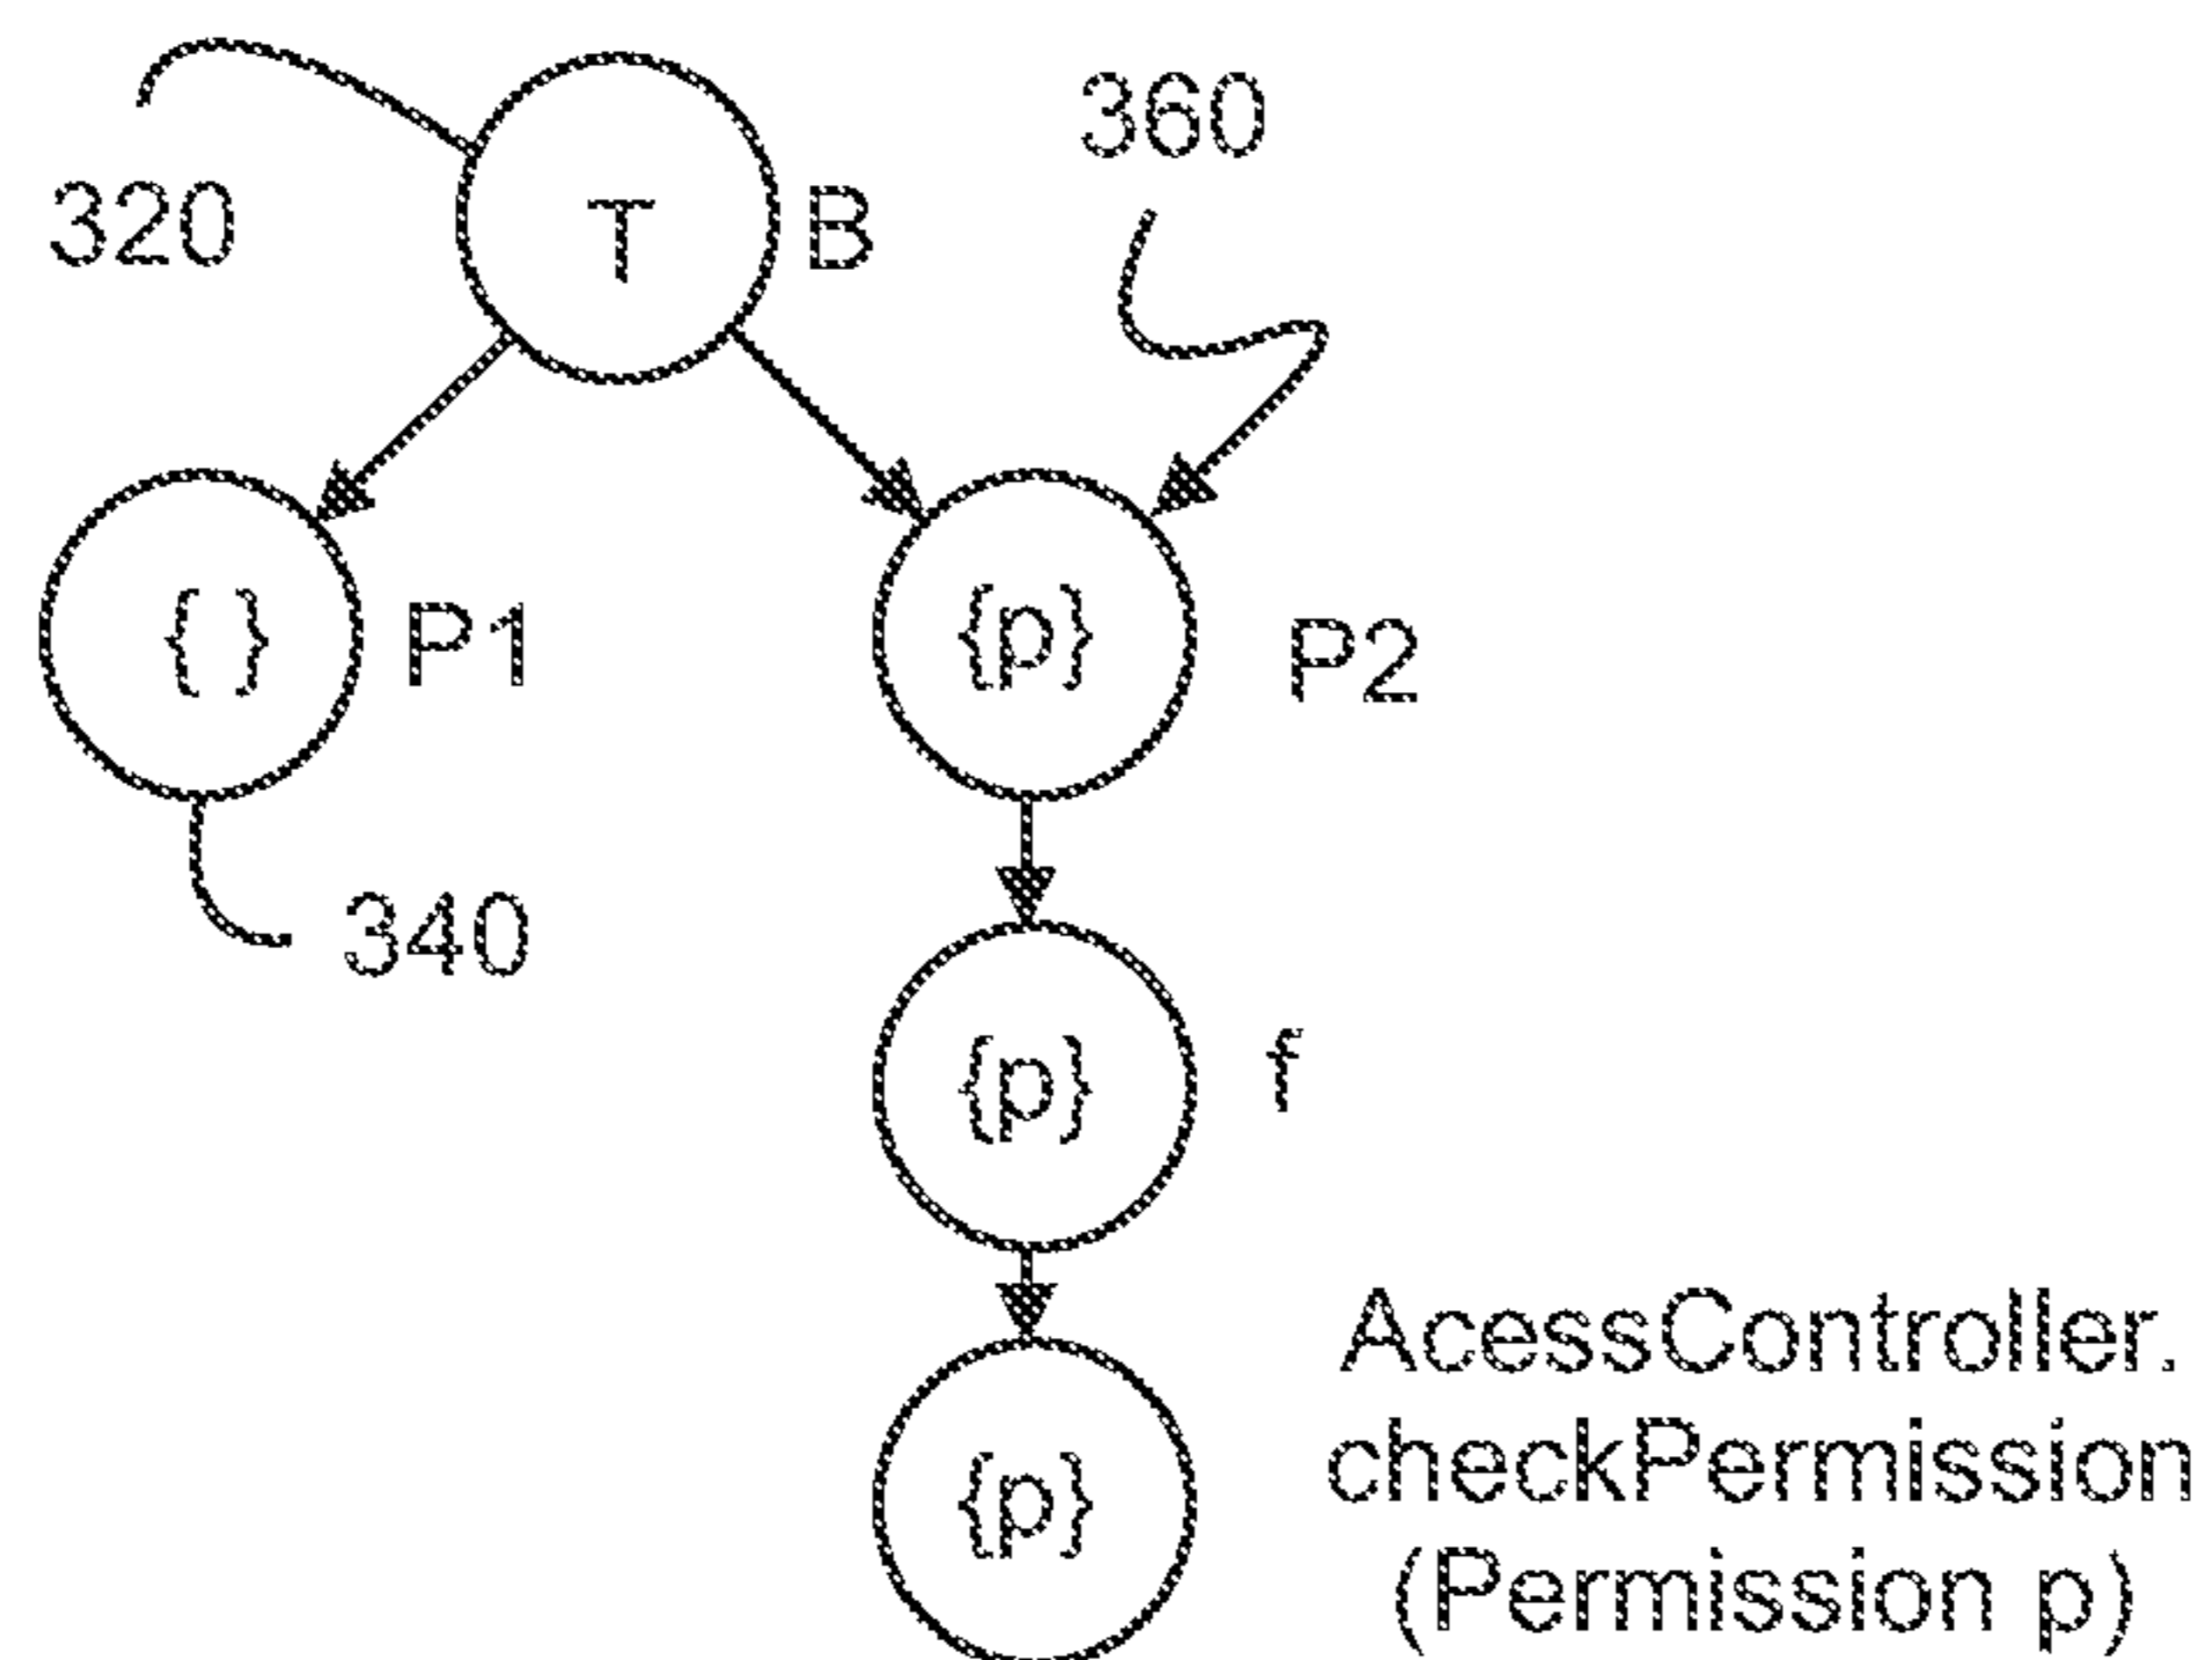 360
320
T
B
{ }
P1
{p}
P2
340
{p}
f
{p}
AcessController.
checkPermission
(Permission p)